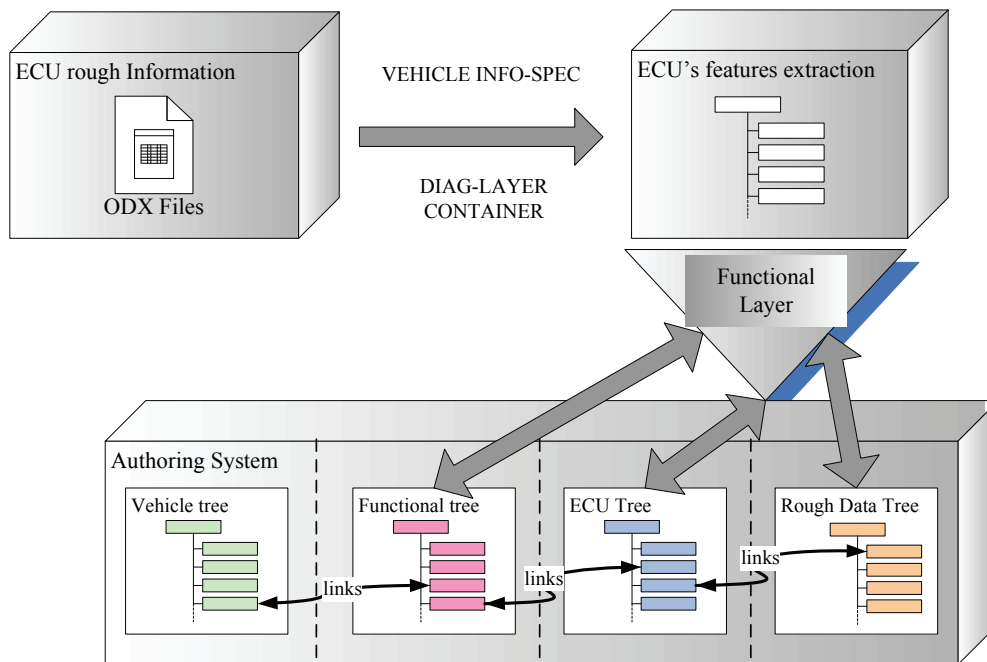 ECU rough Information
ODX Files
VEHICLE INFO-SPEC
DIAG-LAYER
CONTAINER
ECU's features extraction
Functional
Layer
Authoring System
Vehicle tree
Functional tree
ECU Tree
Rough Data Tree
links
links
links